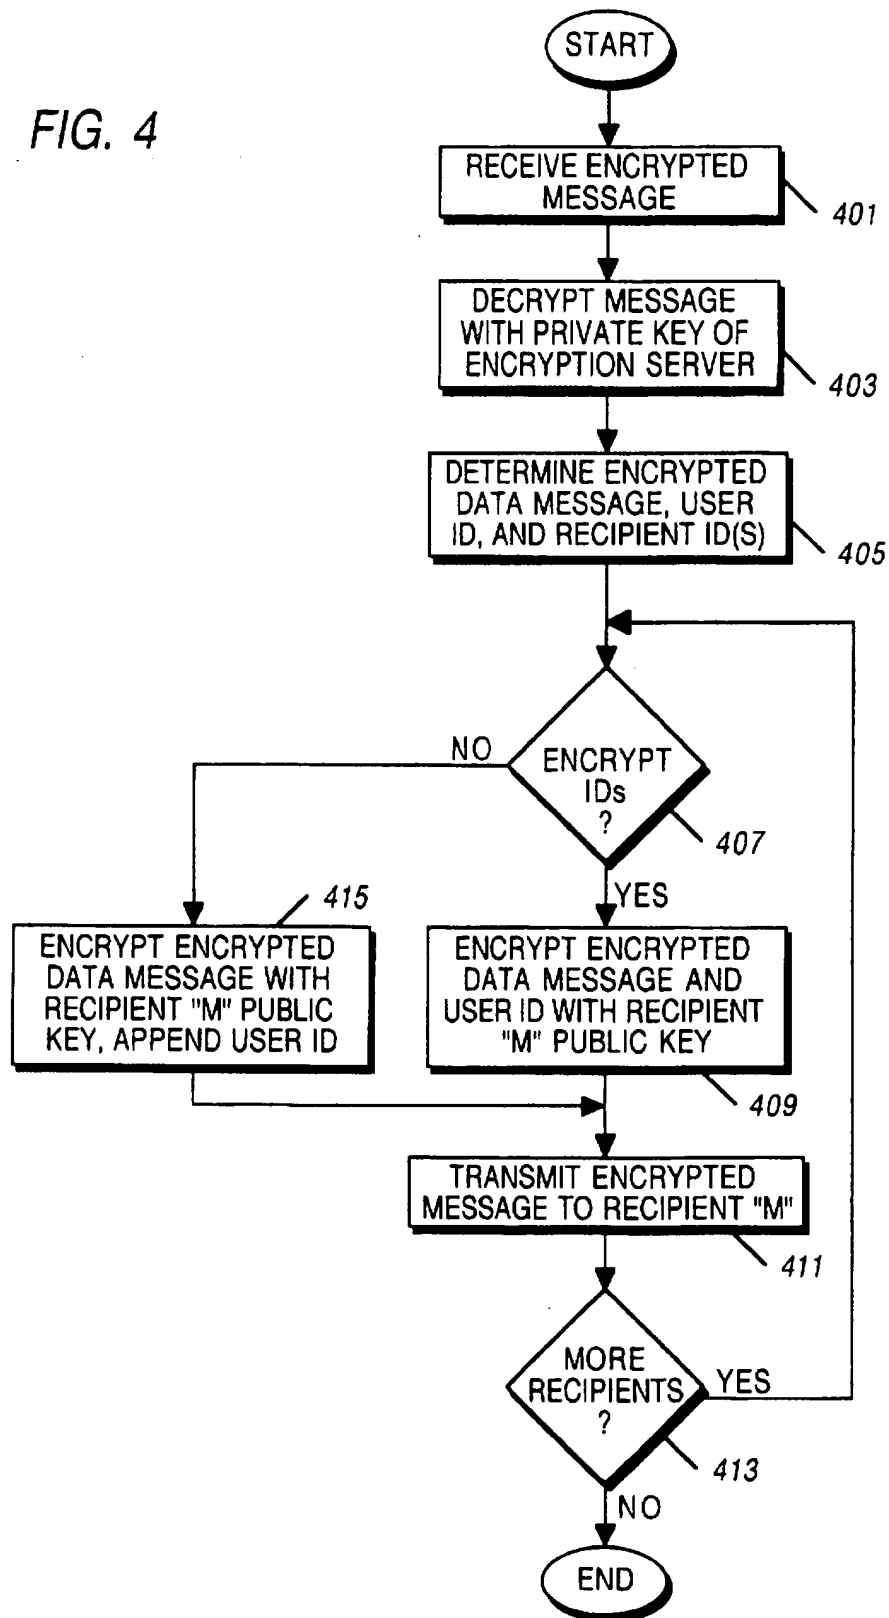 FIG. 4
START
RECEIVE ENCRYPTED
MESSAGE
401
DECRYPT MESSAGE
WITH PRIVATE KEY OF
ENCRYPTION SERVER
403
DETERMINE ENCRYPTED
DATA MESSAGE, USER
ID, AND RECIPIENT ID(S)
405
NO
ENCRYPT
IDs
?
407
YES
415
ENCRYPT ENCRYPTED
DATA MESSAGE WITH
RECIPIENT "M" PUBLIC
KEY, APPEND USER ID
ENCRYPT ENCRYPTED
DATA MESSAGE AND
USER ID WITH RECIPIENT
"M" PUBLIC KEY
409
TRANSMIT ENCRYPTED
MESSAGE TO RECIPIENT "M"
411
MORE
RECIPIENTS
?
YES
413
NO
END